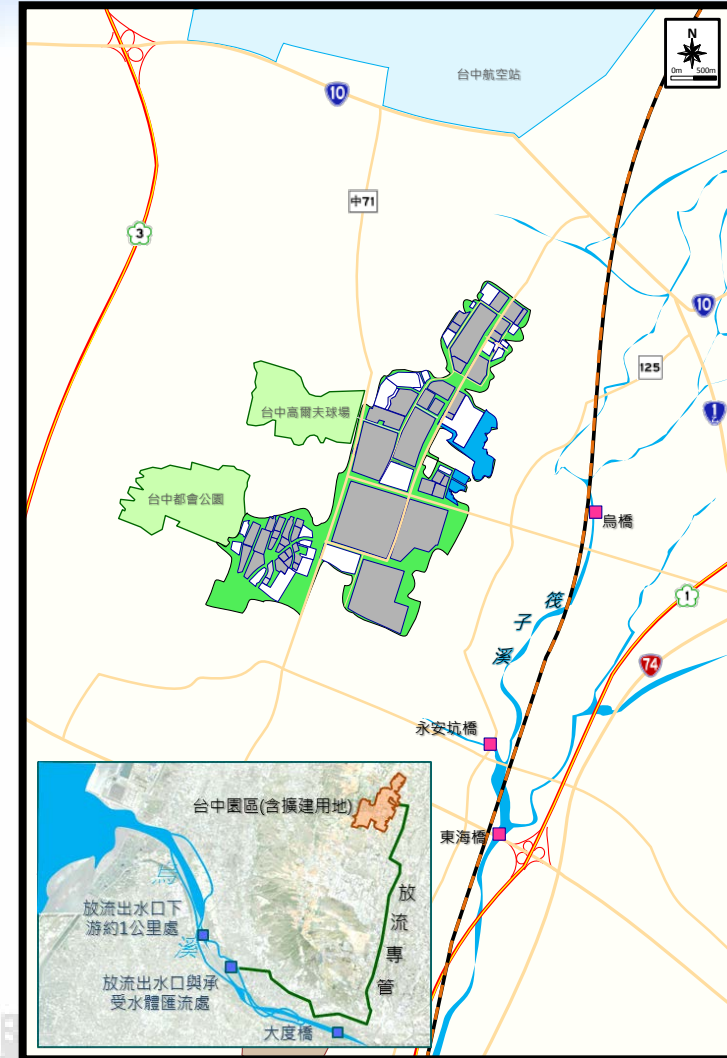 N
0m 500m
台中航空站
10
中71
3
10
125
1
台中高爾夫球場
台中都會公園
烏橋
筏
子
溪
1
74
永安坑橋
東海橋
台中園區(含擴建用地)
烏
溪
放流出水口下
游約1公里處
放
流
專
管
放流出水口與承
受水體匯流處
大度橋